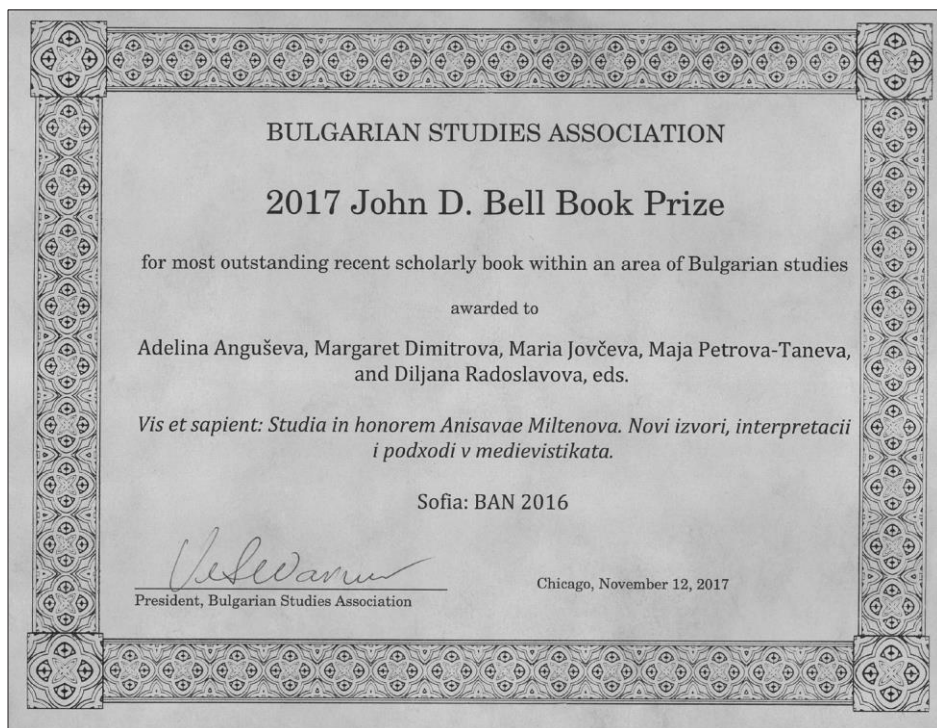 BULGARIAN STUDIES ASSOCIATION
2017 John D. Bell Book Prize
for most outstanding recent scholarly book within an area of Bulgarian studies
awarded to
Adelina Anguševa, Margaret Dimitrova, Maria Jovčeva, Maja Petrova-Taneva,
and Diljana Radoslavova, eds.
Vis et sapient: Studia in honorem Anisavae Miltenova. Novi izvori, interpretacii
i podxodi v medievistikata.
Sofia: BAN 2016
President, Bulgarian Studies Association
Chicago, November 12, 2017